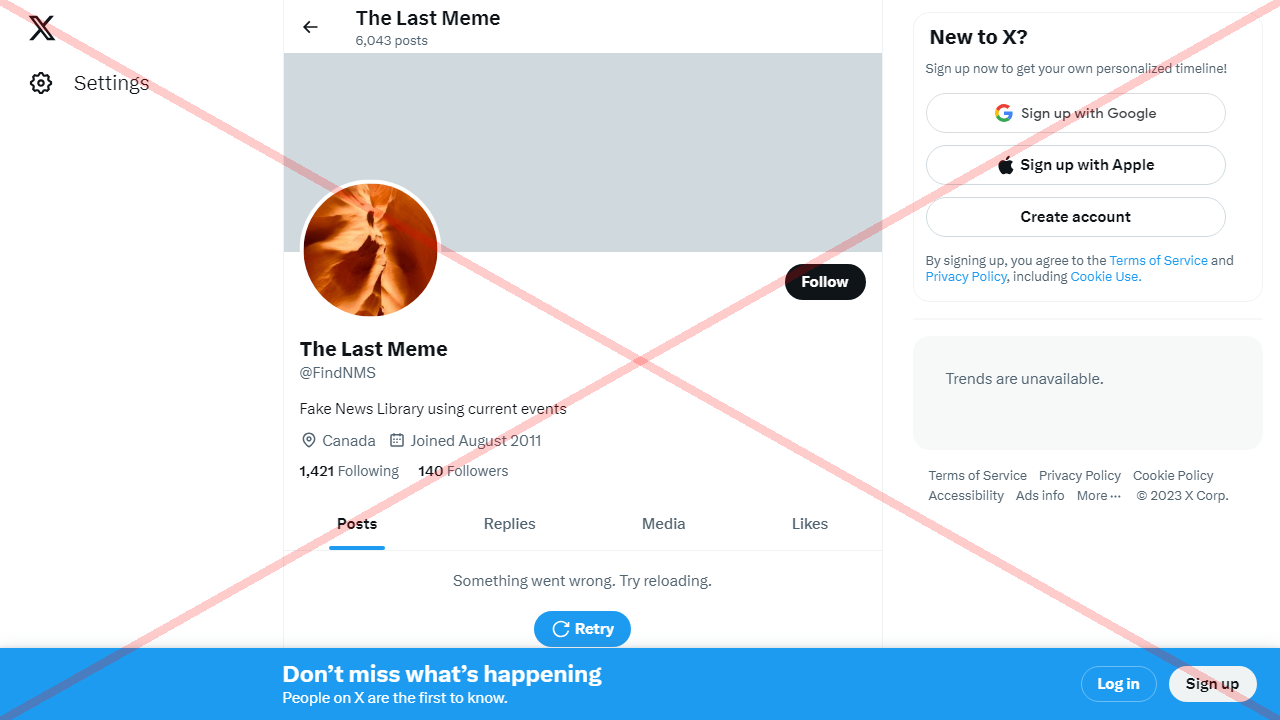 Settings
The Last Meme
6,043 posts
Follow
The Last Meme
@FindNMS
Fake News Library using current events
Canada Joined August 2011
1,421 Following 140 Followers
Posts Replies Media Likes
Something went wrong. Try reloading.
Retry
New to X?
Sign up now to get your own personalized timeline!
Sign up with Google
Sign up with Apple
Create account
By signing up, you agree to the Terms of Service and
Privacy Policy, including Cookie Use.
Trends are unavailable.
Terms of Service Privacy Policy Cookie Policy
Accessibility Ads info More ··· © 2023 X Corp.
Don’t miss what’s happening
People on X are the first to know.
Log in Sign up